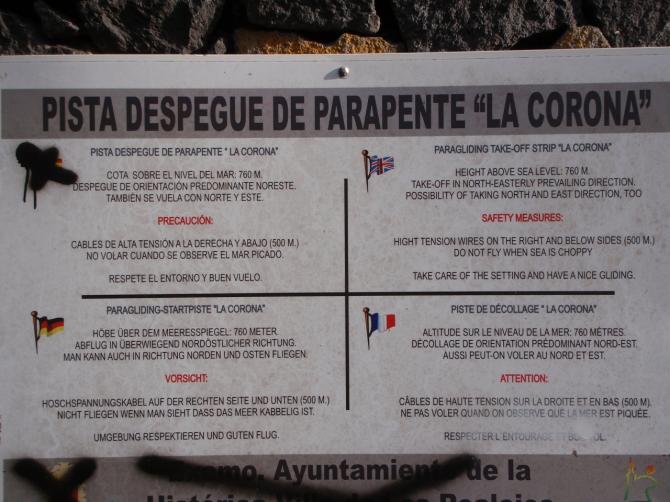 PISTA DESPEGUE DE PARAPENTE "LA CORONA"
PISTA DESPEGUE DE PARAPENTE " LA CORONA"
COTA SOBRE EL NIVEL DEL MAR: 760 M.
DESPEGUE DE ORIENTACIÓN PREDOMINANTE NORESTE.
TAMBIÉN SE VUELA CON NORTE Y ESTE.
PRECAUCIÓN:
CABLES DE ALTA TENSIÓN A LA DERECHA Y ABAJO (500 M.)
NO VOLAR CUANDO SE OBSERVE EL MAR PICADO.
RESPETE EL ENTORNO Y BUEN VUELO.
PARAGLIDING TAKE-OFF STRIP "LA CORONA"
HEIGHT ABOVE SEA LEVEL: 760 M.
TAKE-OFF IN NORTH-EASTERLY PREVAILING DIRECTION.
POSSIBILITY OF TAKING NORTH AND EAST DIRECTION, TOO
SAFETY MEASURES:
HIGHT TENSION WIRES ON THE RIGHT AND BELOW SIDES (500 M.)
DO NOT FLY WHEN SEA IS CHOPPY
TAKE CARE OF THE SETTING AND HAVE A NICE GLIDING.
PARAGLIDING-STARTPISTE "LA CORONA"
HÖBE ÜBER DEM MEERESSPIEGEL: 760 METER.
ABFLUG IN ÜBERWIEGEND NORDÖSTLICHER RICHTUNG.
MAN KANN AUCH IN RICHTUNG NORDEN UND OSTEN FLIEGEN.
VORSICHT:
HOSCHSPANNUNGSKABEL AUF DER RECHTEN SEITE UND UNTEN (500 M.)
NICHT FLIEGEN WENN MAN SIEHT DASS DAS MEER KABBELIG IST.
UMGEBUNG RESPEKTIEREN UND GUTEN FLUG.
PISTE DE DÉCOLLAGE " LA CORONA"
ALTITUDE SUR LE NIVEAU DE LA MER: 760 MÈTRES.
DÉCOLLAGE DE ORIENTATION PRÉDOMINANT NORD-EST.
AUSSI PEUT-ON VOLER AU NORD ET EST.
ATTENTION:
CÂBLES DE HAUTE TENSION SUR LA DROITE ET EN BAS (500 M).
NE PAS VOLER QUAND ON OBSERVE QUE LA MER EST PIQUÉE.
RESPECTER L'ENTOURAGE ET BON VOL.
Ayuntamiento de la